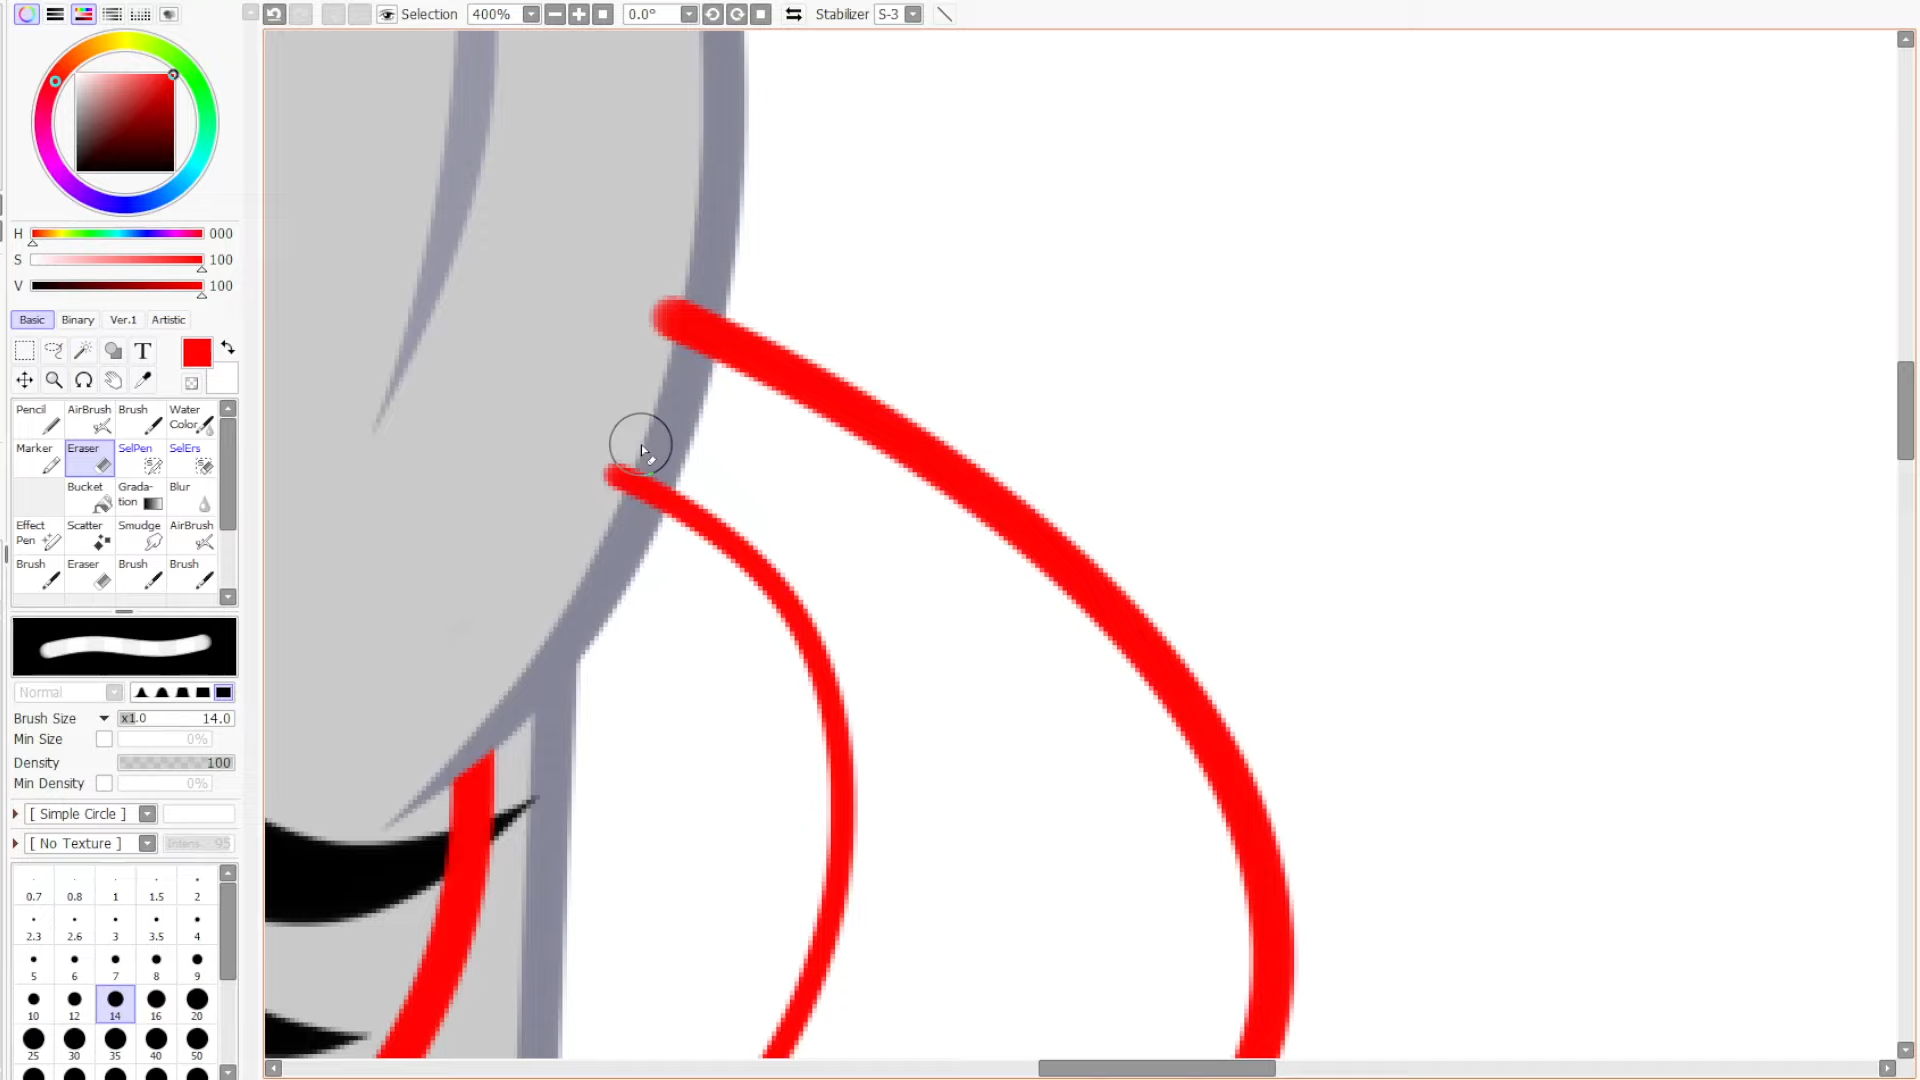 Selection 400% 0.0° Stabilizer S-3
H 000
S 100
V 100
Basic Binary Ver.1 Artistic
T
Pencil AirBrush Brush Water Color
Marker Eraser SelPen SelErs
Bucket Grada-tion Blur
Effect Pen Scatter Smudge AirBrush
Brush Eraser Brush Brush
Normal
Brush Size x1.0 14.0
Min Size 0%
Density 100
Min Density 0%
[ Simple Circle ]
[ No Texture ] Intens. 95
0.7 0.8 1 1.5 2
2.3 2.6 3 3.5 4
5 6 7 8 9
10 12 14 16 20
25 30 35 40 50